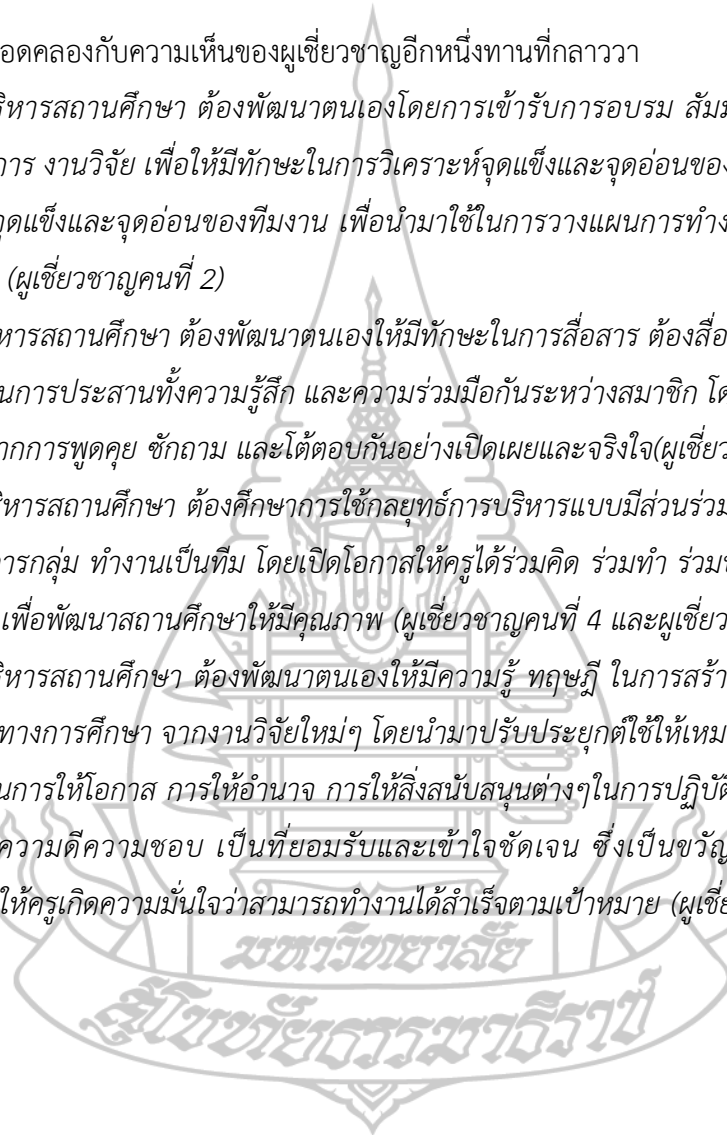 อดคลองกับความเห็นของผูเชี่ยวชาญอีกหนึ่งทานที่กลาววา
ริหารสถานศึกษา ต้องพัฒนาตนเองโดยการเข้ารับการอบรม สัมม
การ งานวิจัย เพื่อให้มีทักษะในการวิเคราะห์จุดแข็งและจุดอ่อนของ
จุดแข็งและจุดอ่อนของทีมงาน เพื่อนำมาใช้ในการวางแผนการทำง
(ผู้เชี่ยวชาญคนที่ 2)
หารสถานศึกษา ต้องพัฒนาตนเองให้มีทักษะในการสื่อสาร ต้องสื่อ
นการประสานทั้งความรู้สึก และความร่วมมือกันระหว่างสมาชิก โด
ากการพูดคุย ซักถาม และโต้ตอบกันอย่างเปิดเผยและจริงใจ(ผู้เชี่ยว
ริหารสถานศึกษา ต้องศึกษาการใช้กลยุทธ์การบริหารแบบมีส่วนร่วม
การกลุ่ม ทำงานเป็นทีม โดยเปิดโอกาสให้ครูได้ร่วมคิด ร่วมทำ ร่วม
เพื่อพัฒนาสถานศึกษาให้มีคุณภาพ (ผู้เชี่ยวชาญคนที่ 4 และผู้เชี่ยว
ริหารสถานศึกษา ต้องพัฒนาตนเองให้มีความรู้ ทฤษฎี ในการสร้า
ทางการศึกษา จากงานวิจัยใหม่ๆ โดยนำมาปรับประยุกต์ใช้ให้เหม
นการให้โอกาส การให้อำนาจ การให้สิ่งสนับสนุนต่างๆในการปฏิบัติ
ความดีความชอบ เป็นที่ยอมรับและเข้าใจชัดเจน ซึ่งเป็นขวัญ
ให้ครูเกิดความมั่นใจว่าสามารถทำงานได้สำเร็จตามเป้าหมาย (ผู้เชี่ย
มหาวิทยาลัย
สุโขทัยธรรมาธิราช